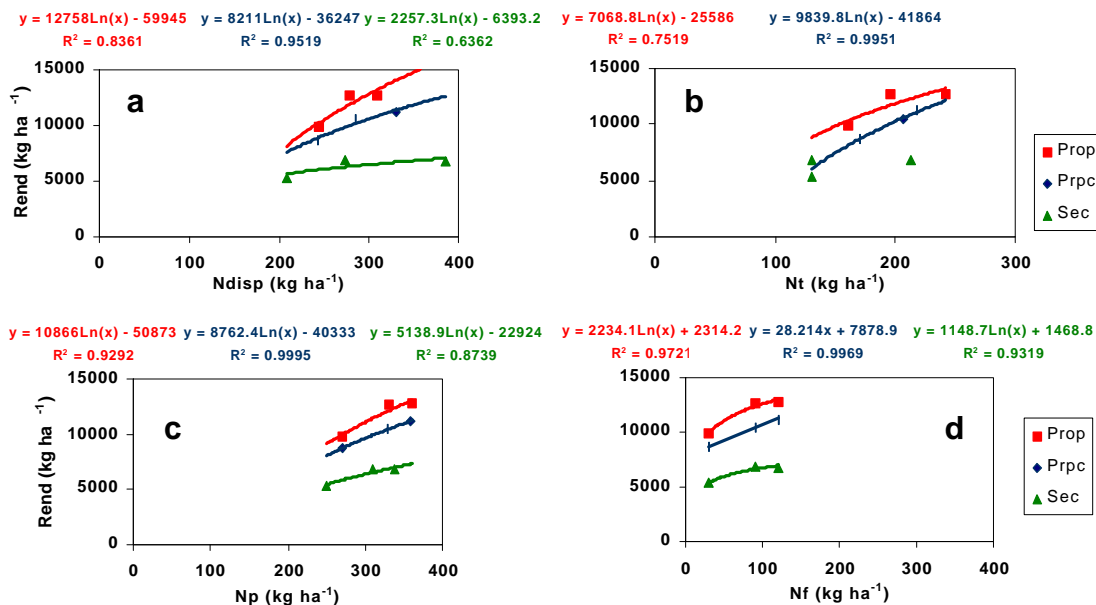 y = 12758Ln(x) - 59945 y = 8211Ln(x) - 36247 y = 2257.3Ln(x) - 6393.2
R² = 0.8361 R² = 0.9519 R² = 0.6362
y = 7068.8Ln(x) - 25586 y = 9839.8Ln(x) - 41864
R² = 0.7519 R² = 0.9951
15000
10000
5000
0
Rend (kg ha⁻¹)
a
0 100 200 300 400
Ndisp (kg ha⁻¹)
15000
10000
5000
0
b
0 100 200 300
Nt (kg ha⁻¹)
Prop
Prpc
Sec
y = 10866Ln(x) - 50873 y = 8762.4Ln(x) - 40333 y = 5138.9Ln(x) - 22924
R² = 0.9292 R² = 0.9995 R² = 0.8739
y = 2234.1Ln(x) + 2314.2 y = 28.214x + 7878.9 y = 1148.7Ln(x) + 1468.8
R² = 0.9721 R² = 0.9969 R² = 0.9319
15000
10000
5000
0
Rend (kg ha⁻¹)
c
0 100 200 300 400
Np (kg ha⁻¹)
15000
10000
5000
0
d
0 100 200 300 400
Nf (kg ha⁻¹)
Prop
Prpc
Sec